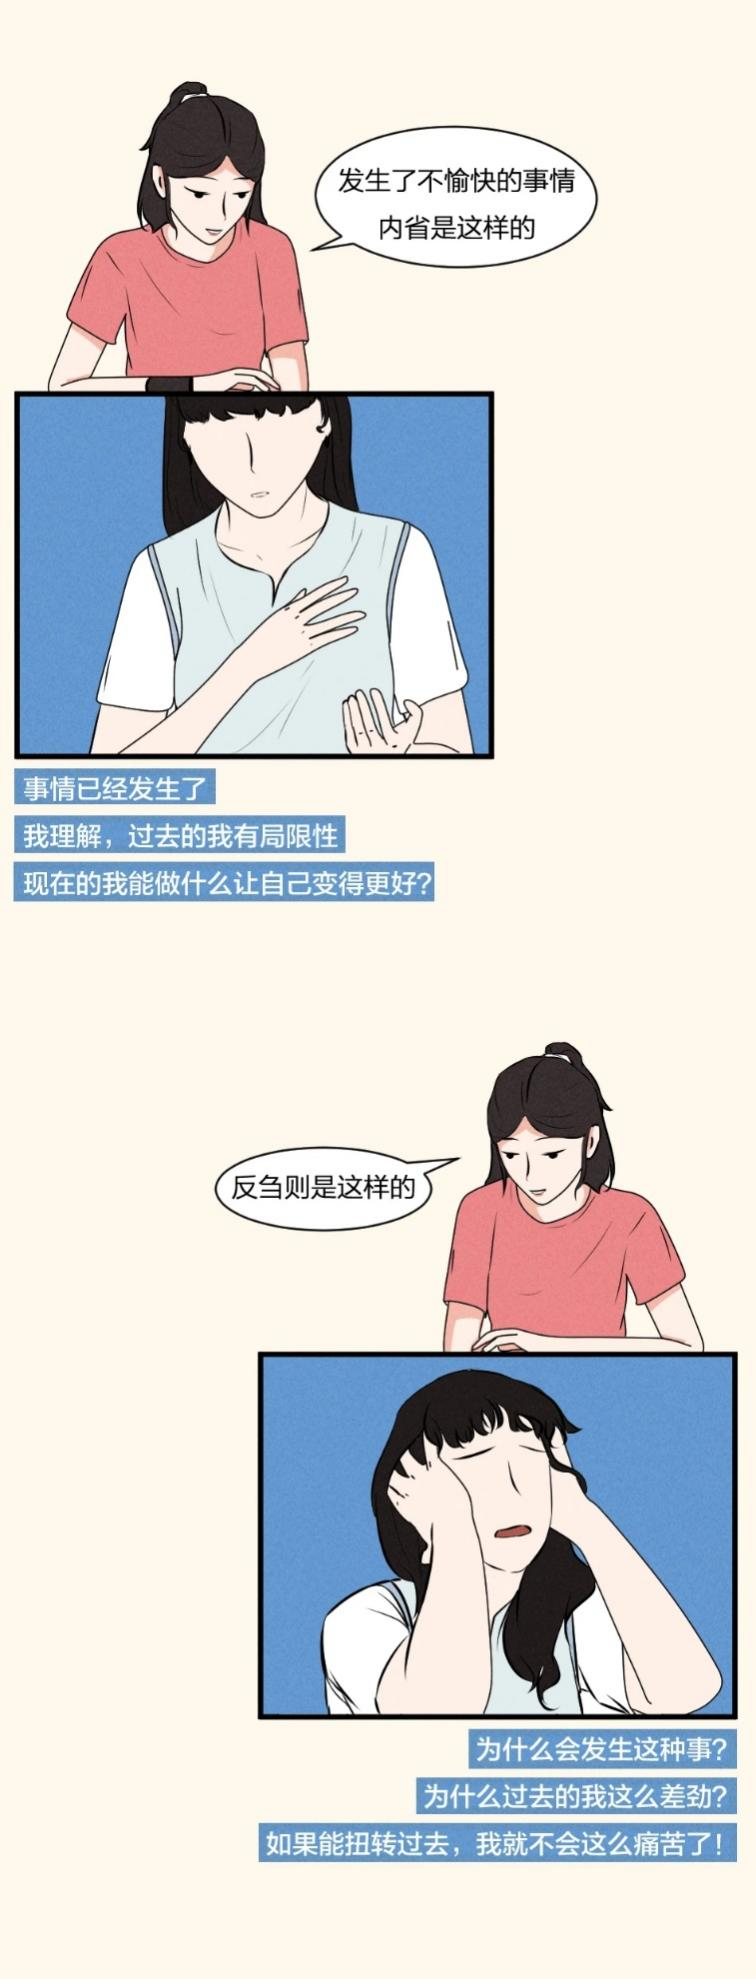 发生了不愉快的事情
内省是这样的
事情已经发生了
我理解，过去的我有局限性
现在的我能做什么让自己变得更好?
反刍则是这样的
为什么会发生这种事?
为什么过去的我这么差劲?
如果能扭转过去，我就不会这么痛苦了!